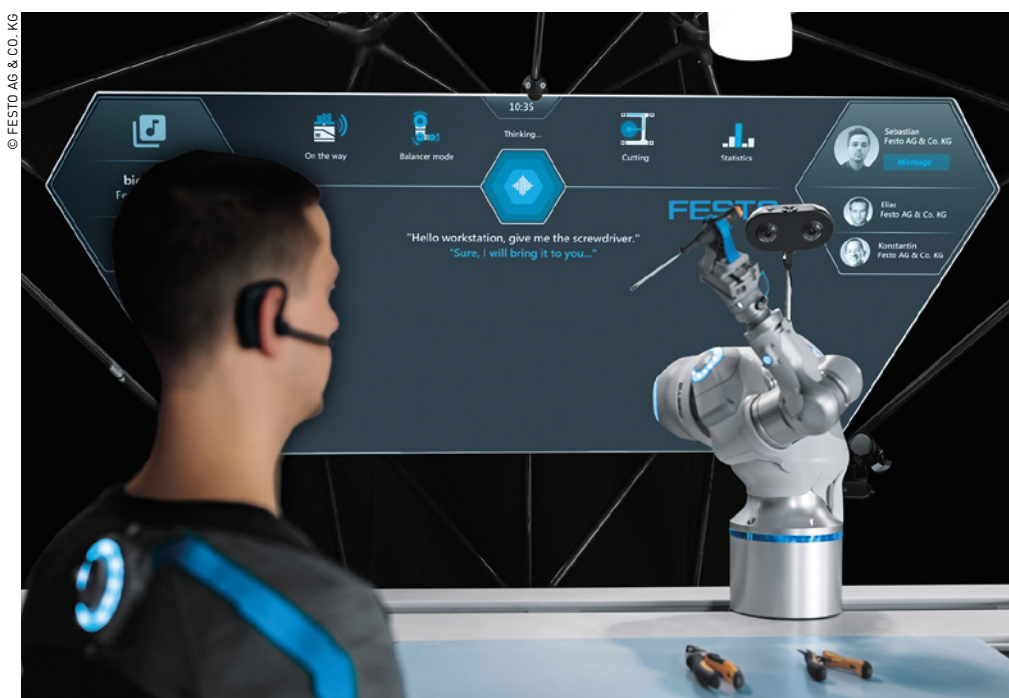 © FESTO AG & CO. KG
10:35
Thinking...
On the way
Balancer mode
Cutting
Statistics
Sebastian
Festo AG & Co. KG
Montage
Elias
Festo AG & Co. KG
Konstantin
Festo AG & Co. KG
FESTO
"Hello workstation, give me the screwdriver."
"Sure, I will bring it to you..."